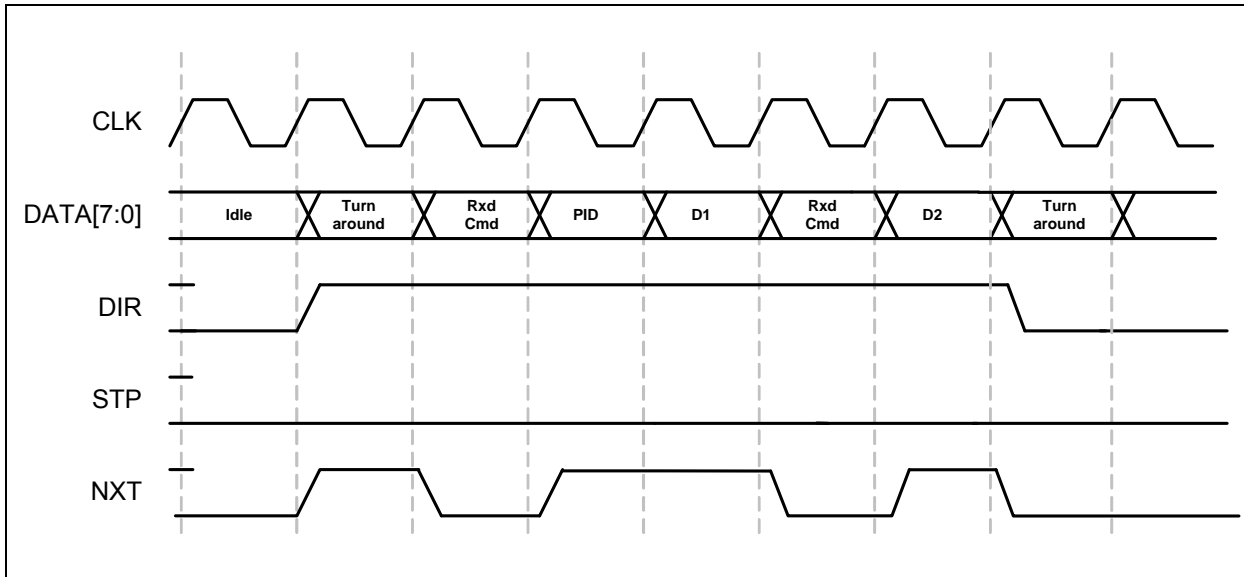 CLK
DATA[7:0]
Idle
Turn
around
Rxd
Cmd
PID
D1
Rxd
Cmd
D2
Turn
around
DIR
STP
NXT